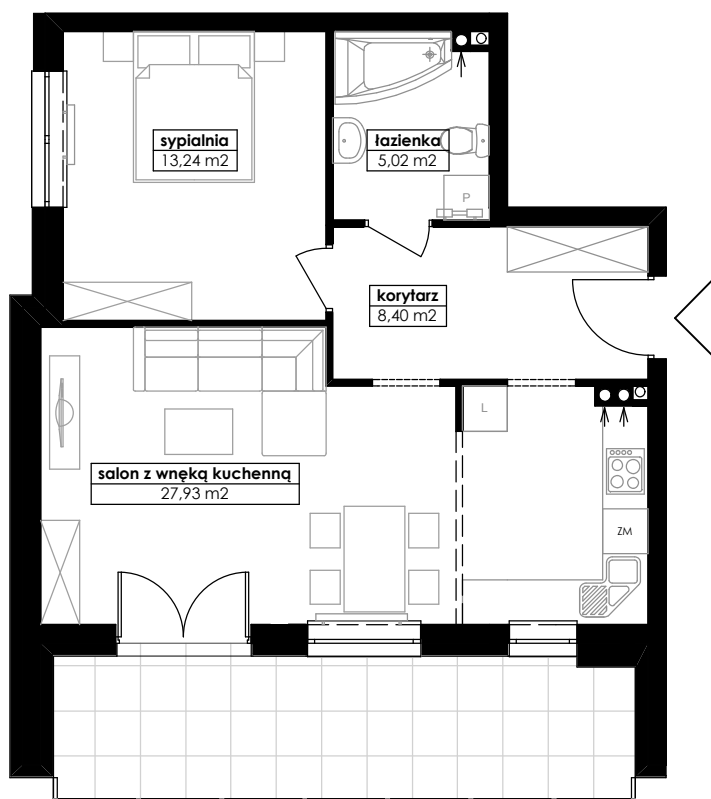 sypialnia
13,24 m2
łazienka
5,02 m2
P
korytarz
8,40 m2
L
salon z wnęką kuchenną
27,93 m2
ZM